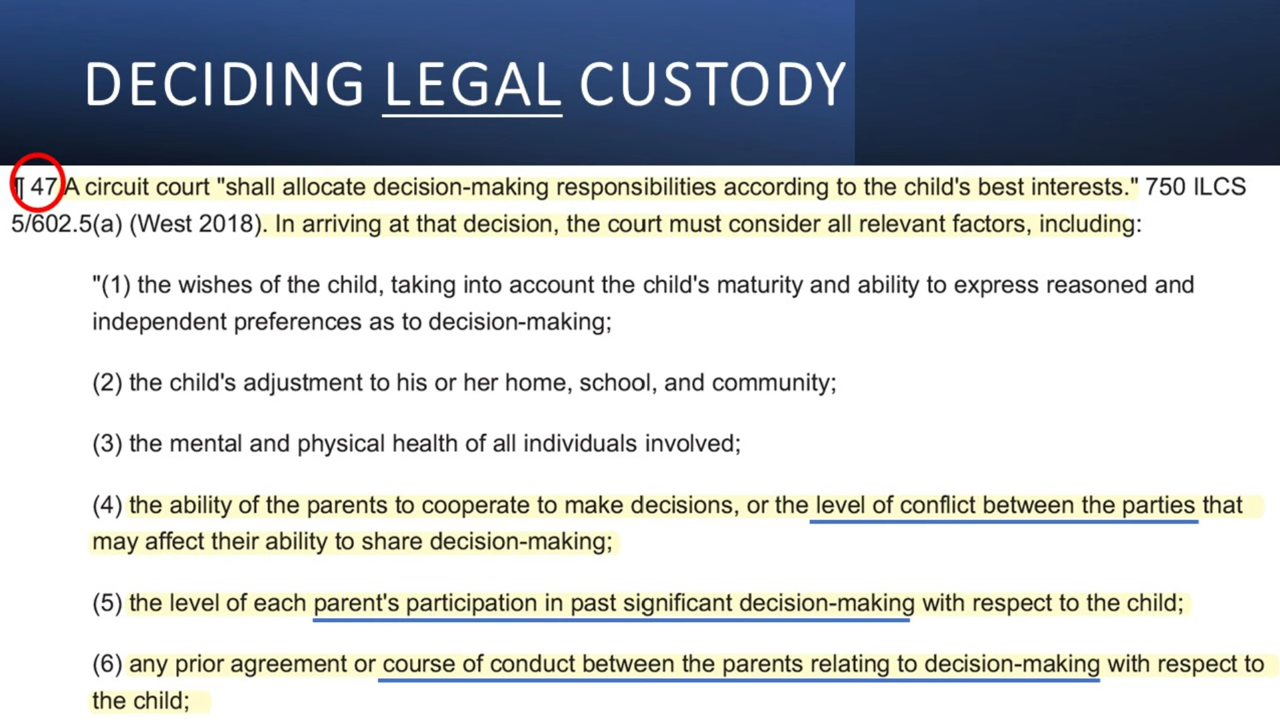 DECIDING LEGAL CUSTODY
¶ 47 A circuit court "shall allocate decision-making responsibilities according to the child's best interests." 750 ILCS
5/602.5(a) (West 2018). In arriving at that decision, the court must consider all relevant factors, including:
"(1) the wishes of the child, taking into account the child's maturity and ability to express reasoned and
independent preferences as to decision-making;
(2) the child's adjustment to his or her home, school, and community;
(3) the mental and physical health of all individuals involved;
(4) the ability of the parents to cooperate to make decisions, or the level of conflict between the parties that
may affect their ability to share decision-making;
(5) the level of each parent's participation in past significant decision-making with respect to the child;
(6) any prior agreement or course of conduct between the parents relating to decision-making with respect to
the child;